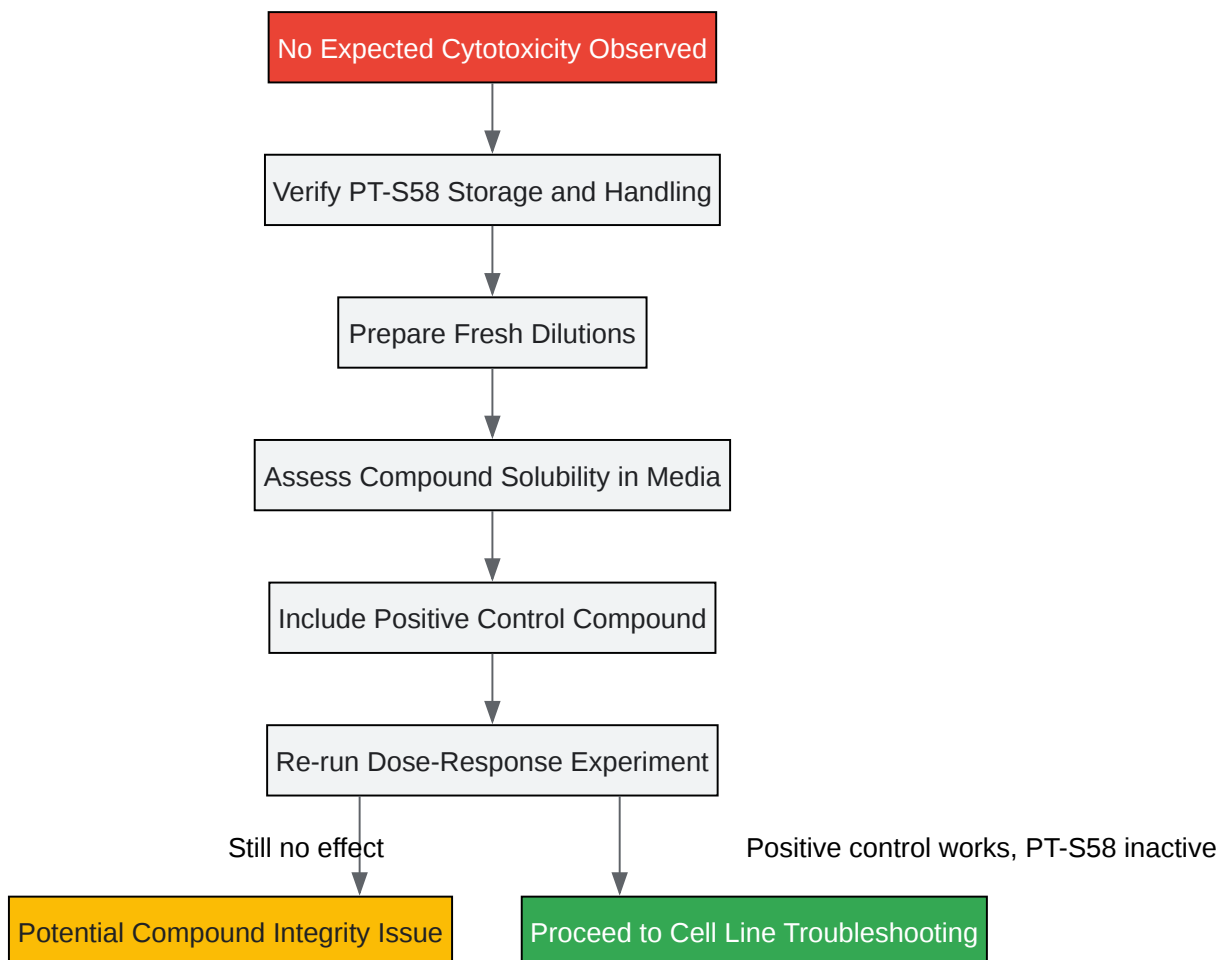 No Expected Cytotoxicity Observed
Verify PT-S58 Storage and Handling
Prepare Fresh Dilutions
Assess Compound Solubility in Media
Include Positive Control Compound
Re-run Dose-Response Experiment
Still no effect
Positive control works, PT-S58 inactive
Potential Compound Integrity Issue
Proceed to Cell Line Troubleshooting